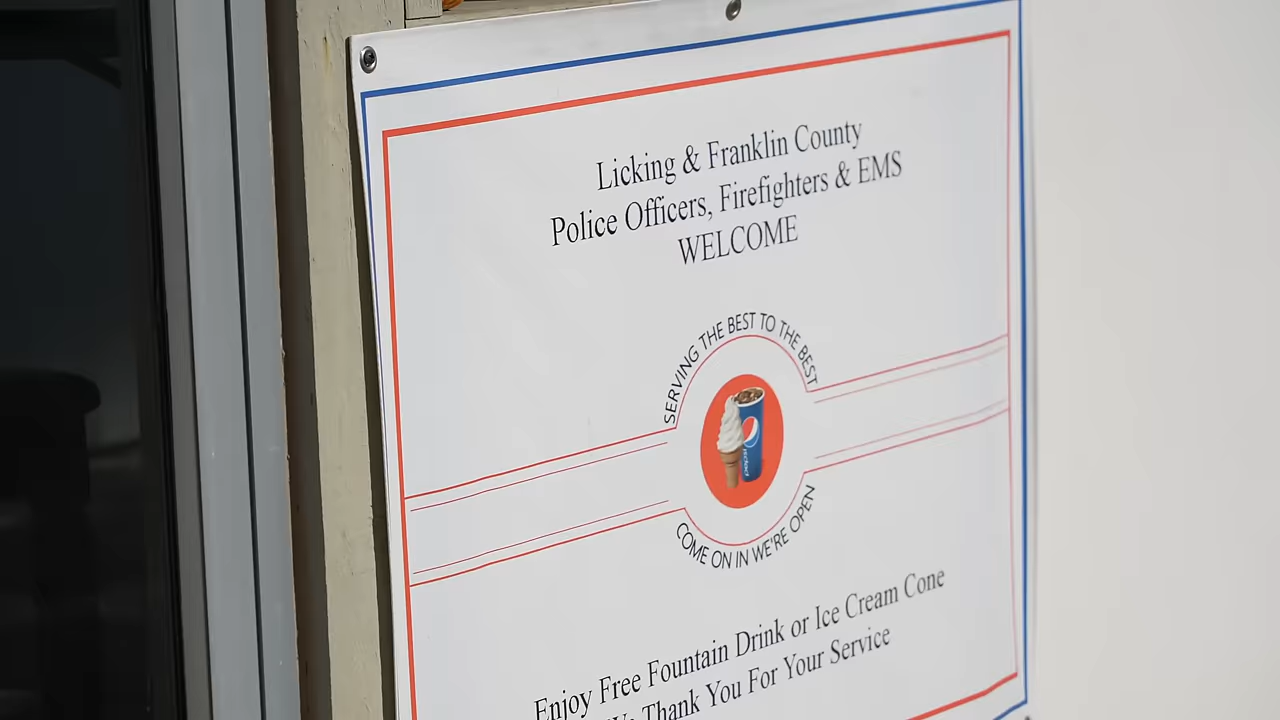 Licking & Franklin County
Police Officers, Firefighters & EMS
WELCOME
SERVING THE BEST TO THE BEST
pepsi
COME ON IN WE'RE OPEN
Enjoy Free Fountain Drink or Ice Cream Cone
Thank You For Your Service